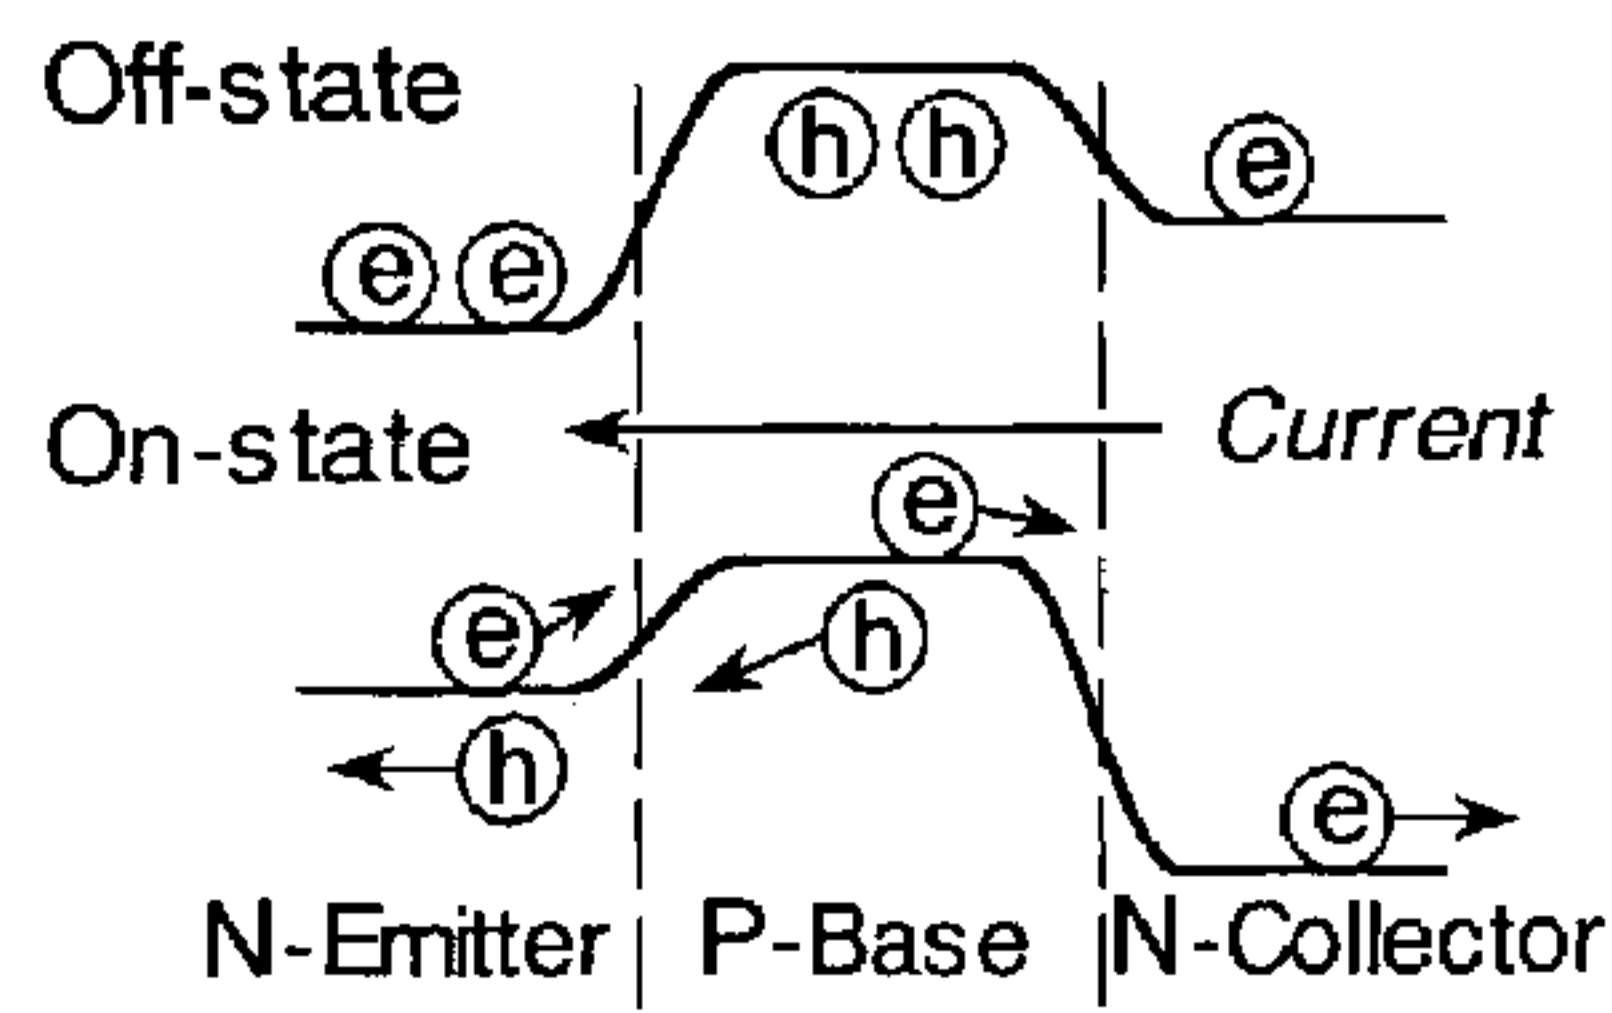 Off-state
h h e
e e
Current
On-state
e
e h
h e
N-Emitter P-Base N-Collector